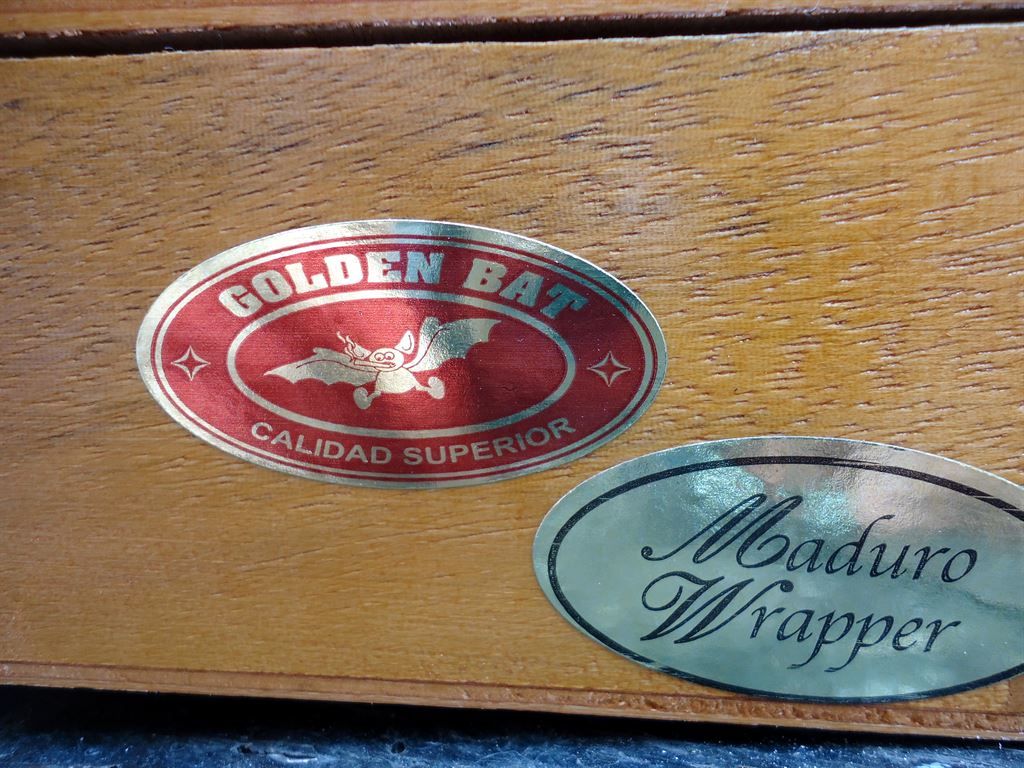 GOLDEN BAT
CALIDAD SUPERIOR
Maduro
Wrapper